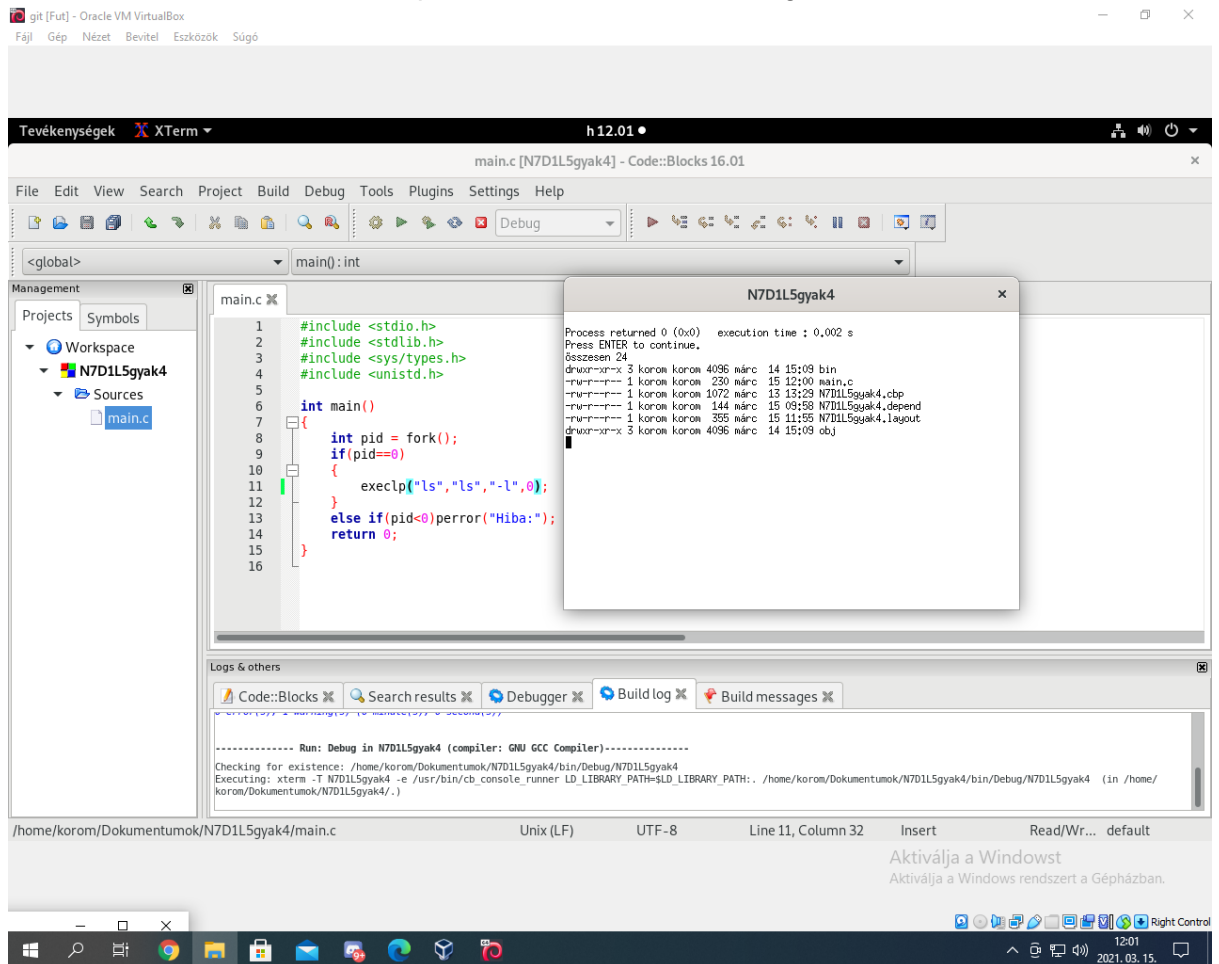 git [Fut] - Oracle VM VirtualBox
Fájl Gép Nézet Bevitel Eszközök Súgó
Tevékenységek XTerm h 12.01
main.c [N7D1L5gyak4] - Code::Blocks 16.01
File Edit View Search Project Build Debug Tools Plugins Settings Help
Debug
<global> main() : int
Management
Projects Symbols
Workspace
N7D1L5gyak4
Sources
main.c
main.c
1 #include <stdio.h>
2 #include <stdlib.h>
3 #include <sys/types.h>
4 #include <unistd.h>
5
6 int main()
7 {
8 int pid = fork();
9 if(pid==0)
10 {
11 execlp("ls","ls","-l",0);
12 }
13 else if(pid<0)perror("Hiba:");
14 return 0;
15 }
16
N7D1L5gyak4
Process returned 0 (0x0) execution time : 0.002 s
Press ENTER to continue.
összesen 24
drwxr-xr-x 3 korom korom 4096 márc 14 15:09 bin
-rw-r--r-- 1 korom korom 230 márc 15 12:00 main.c
-rw-r--r-- 1 korom korom 1072 márc 13 13:29 N7D1L5gyak4.cbp
-rw-r--r-- 1 korom korom 144 márc 15 09:58 N7D1L5gyak4.depend
-rw-r--r-- 1 korom korom 355 márc 15 11:55 N7D1L5gyak4.layout
drwxr-xr-x 3 korom korom 4096 márc 14 15:09 obj
Logs & others
Code::Blocks Search results Debugger Build log Build messages
-------------- Run: Debug in N7D1L5gyak4 (compiler: GNU GCC Compiler)---------------
Checking for existence: /home/korom/Dokumentumok/N7D1L5gyak4/bin/Debug/N7D1L5gyak4
Executing: xterm -T N7D1L5gyak4 -e /usr/bin/cb_console_runner LD_LIBRARY_PATH=$LD_LIBRARY_PATH:. /home/korom/Dokumentumok/N7D1L5gyak4/bin/Debug/N7D1L5gyak4 (in /home/
korom/Dokumentumok/N7D1L5gyak4/.)
/home/korom/Dokumentumok/N7D1L5gyak4/main.c Unix (LF) UTF-8 Line 11, Column 32 Insert Read/Wr... default
Aktiválja a Windowst
Aktiválja a Windows rendszert a Gépházban.
Right Control
12:01
2021. 03. 15.